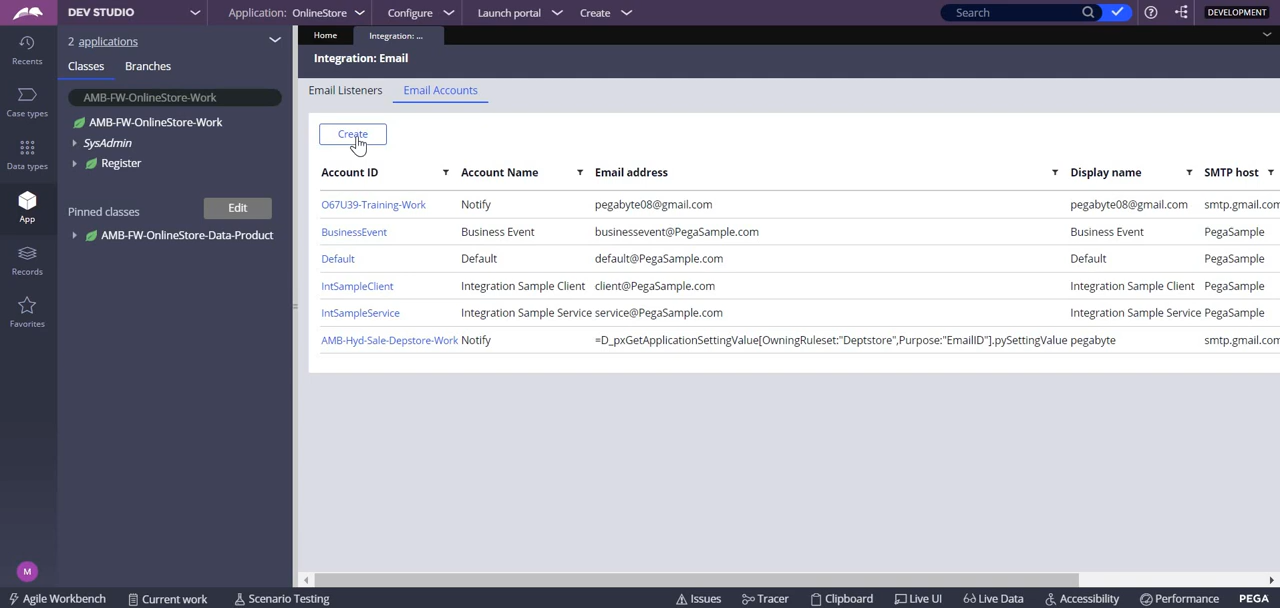 DEV STUDIO
Application: OnlineStore
Configure
Launch portal
Create
Search
DEVELOPMENT
Recents
Case types
Data types
App
Records
Favorites
M
2 applications
Classes Branches
AMB-FW-OnlineStore-Work
AMB-FW-OnlineStore-Work
SysAdmin
Register
Pinned classes Edit
AMB-FW-OnlineStore-Data-Product
Home Integration: ...
Integration: Email
Email Listeners Email Accounts
Create
Account ID Account Name Email address Display name SMTP host
O67U39-Training-Work Notify pegabyte08@gmail.com pegabyte08@gmail.com smtp.gmail.com
BusinessEvent Business Event businessevent@PegaSample.com Business Event PegaSample
Default Default default@PegaSample.com Default PegaSample
IntSampleClient Integration Sample Client client@PegaSample.com Integration Sample Client PegaSample
IntSampleService Integration Sample Service service@PegaSample.com Integration Sample Service PegaSample
AMB-Hyd-Sale-Depstore-Work Notify =D_pxGetApplicationSettingValue[OwningRuleset:"Deptstore",Purpose:"EmailID"].pySettingValue pegabyte smtp.gmail.com
Agile Workbench Current work Scenario Testing Issues Tracer Clipboard Live UI Live Data Accessibility Performance PEGA